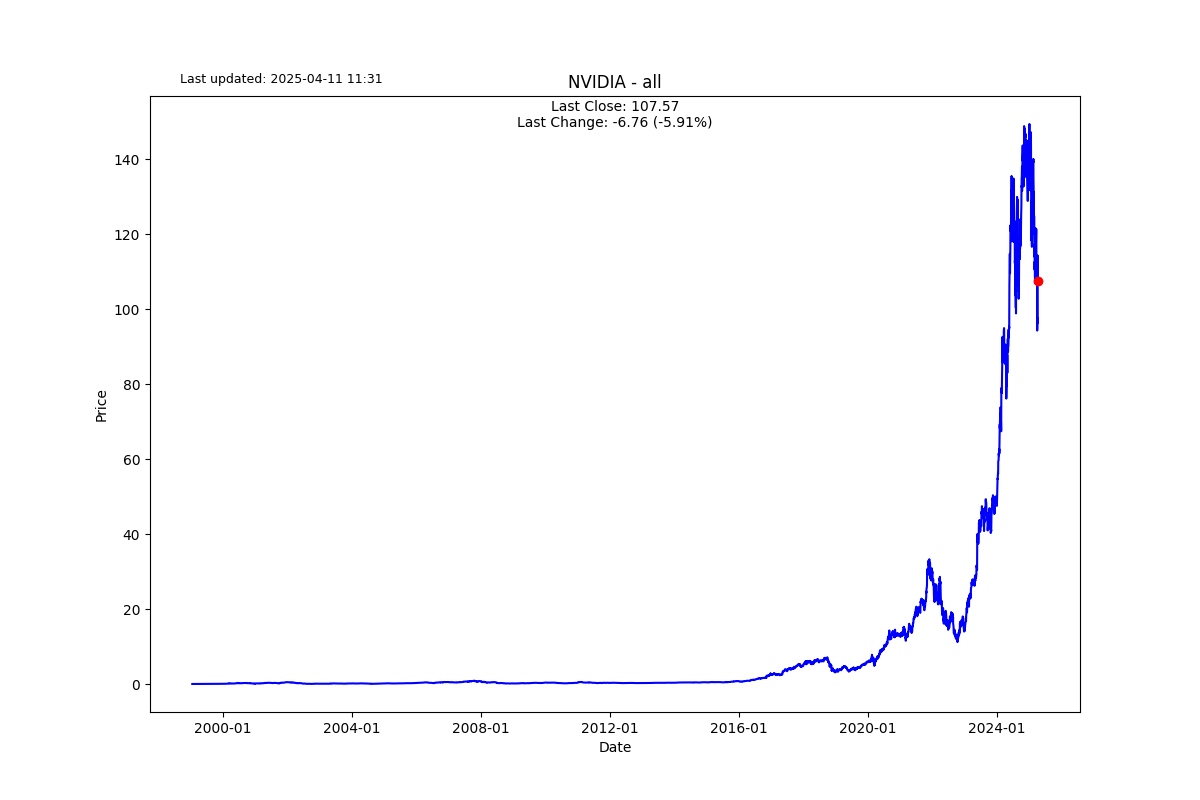 Last updated: 2025-04-11 11:31
NVIDIA - all
Last Close: 107.57
Last Change: -6.76 (-5.91%)
140
120
100
80
60
40
20
0
Price
2000-01 2004-01 2008-01 2012-01 2016-01 2020-01 2024-01
Date